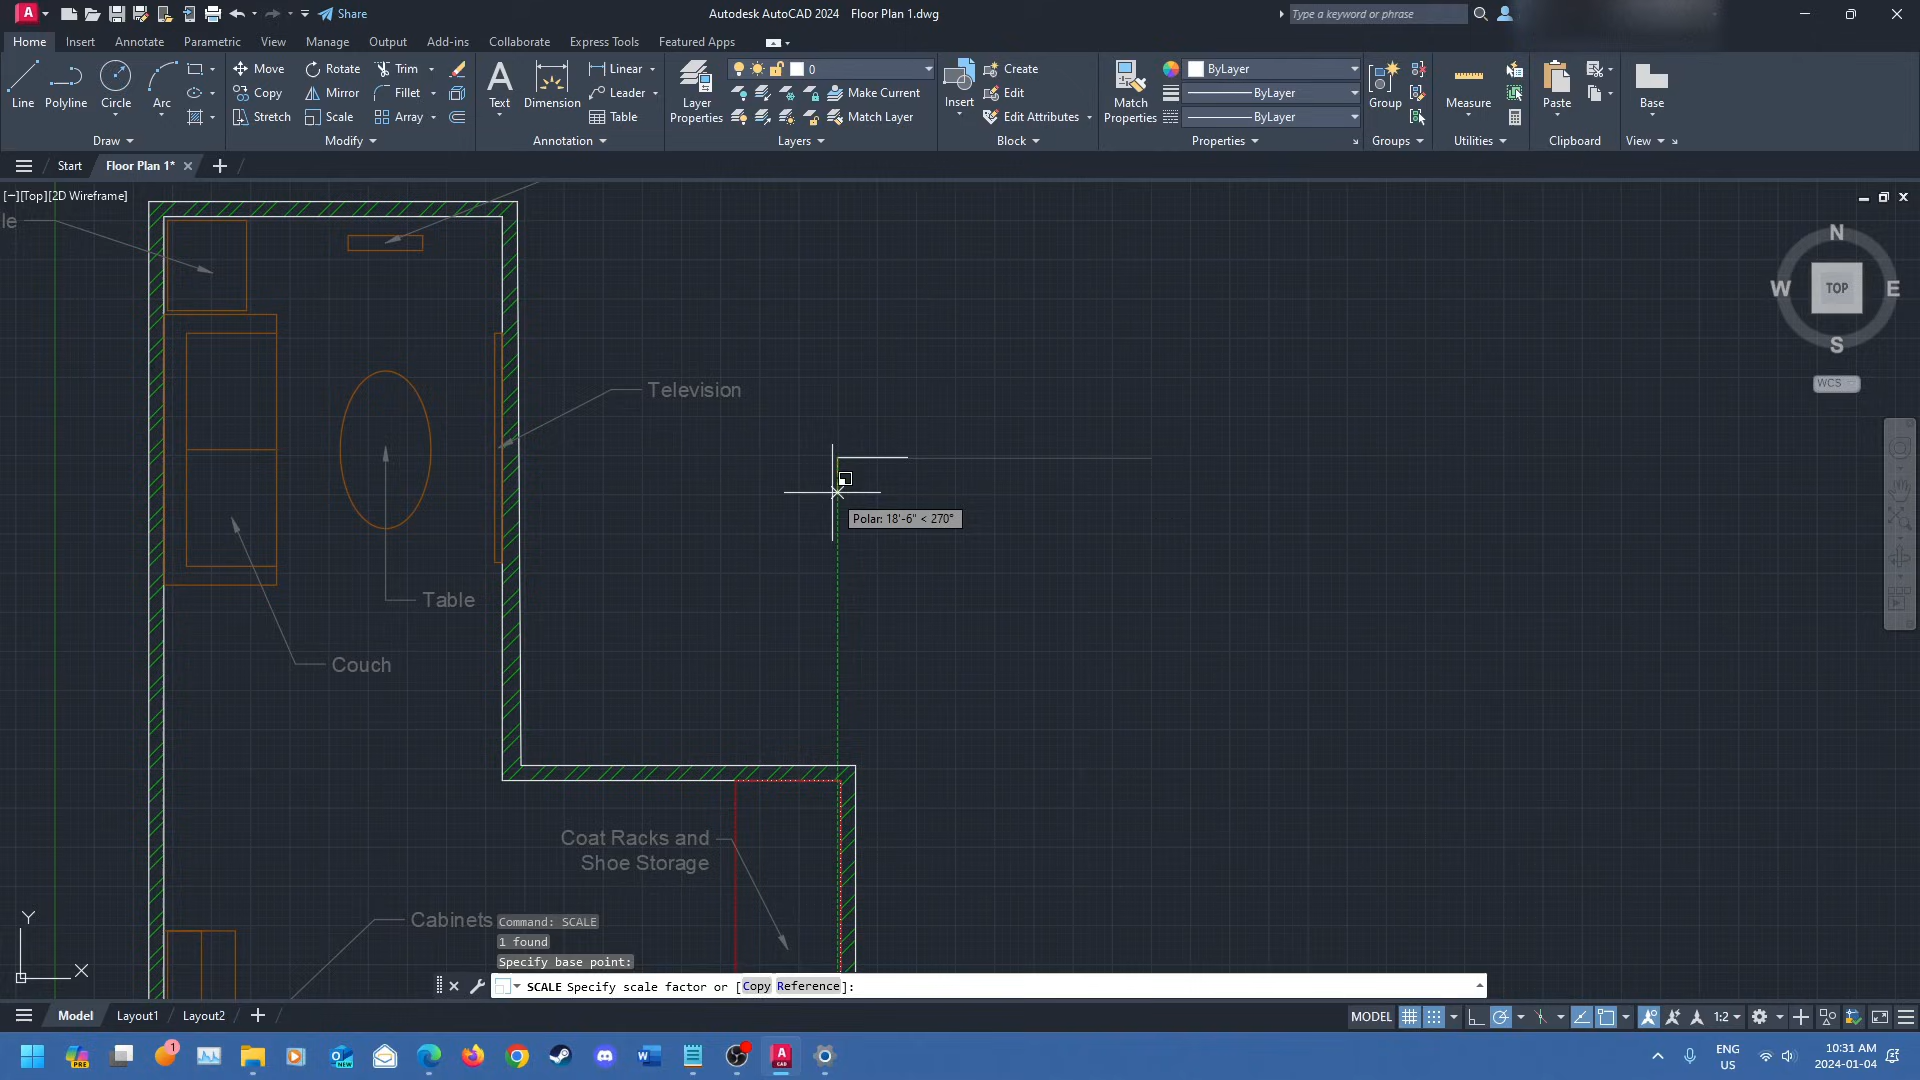 A
Share
Autodesk AutoCAD 2024 Floor Plan 1.dwg
Type a keyword or phrase
Home Insert Annotate Parametric View Manage Output Add-ins Collaborate Express Tools Featured Apps
Line Polyline Circle Arc
Draw
Move Rotate Trim
Copy Mirror Fillet
Stretch Scale Array
Modify
Text Dimension
Linear
Leader
Table
Annotation
Layer Properties
0
Make Current
Match Layer
Layers
Insert
Create
Edit
Edit Attributes
Block
Match Properties
ByLayer
ByLayer
ByLayer
Properties
Group
Groups
Measure
Utilities
Paste
Clipboard
Base
View
Start Floor Plan 1*
[−][Top][2D Wireframe]
le
N
W TOP E
S
WCS
Television
Polar: 18'-6" < 270°
Table
Couch
Coat Racks and
Shoe Storage
Cabinets
Y
X
Command: SCALE
1 found
Specify base point:
SCALE Specify scale factor or [Copy Reference]:
Model Layout1 Layout2
MODEL 1:2
PRE
1
W
A
CAD
ENG
US
10:31 AM
2024-01-04